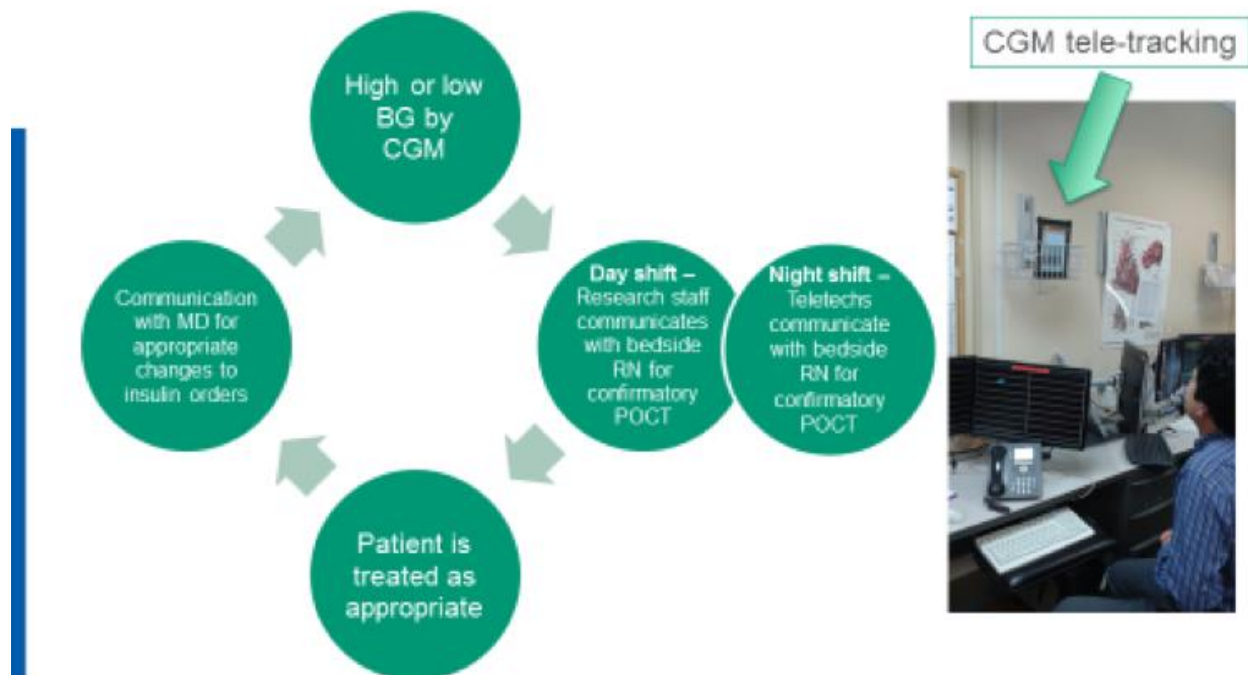 CGM tele-tracking
High or low
BG by
CGM
Day shift –
Research staff
communicates
with bedside
RN for
confirmatory
POCT
Night shift –
Teletechs
communicate
with bedside
RN for
confirmatory
POCT
Patient is
treated as
appropriate
Communication
with MD for
appropriate
changes to
insulin orders